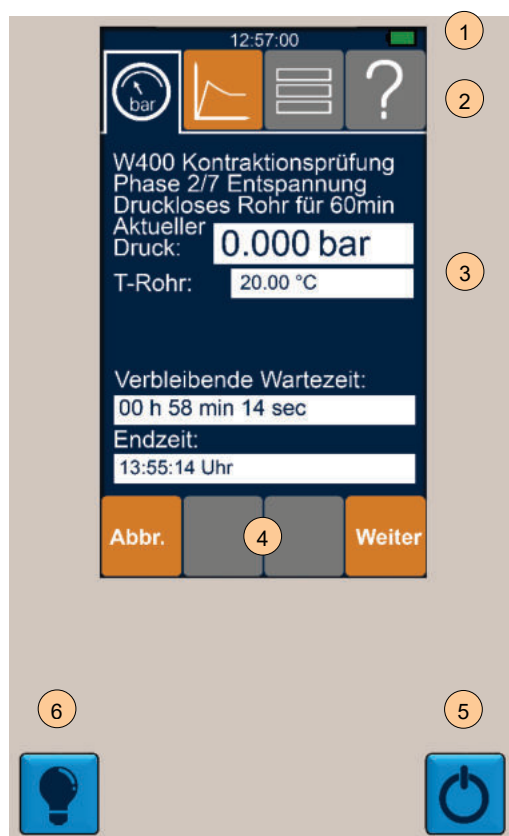 12:57:00
1
bar
?
2
W400 Kontraktionsprüfung
Phase 2/7 Entspannung
Druckloses Rohr für 60min
Aktueller
Druck: 0.000 bar
T-Rohr: 20.00 °C
3
Verbleibende Wartezeit:
00 h 58 min 14 sec
Endzeit:
13:55:14 Uhr
Abbr. 4 Weiter
6 5